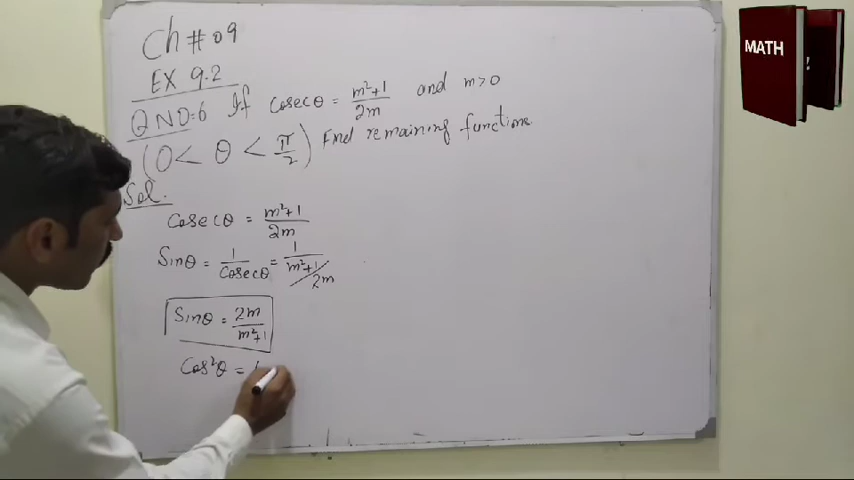 Ch # 09
EX 9.2
Q NO:6 If cosecθ = m²+1/2m and m>0
(0 < θ < π/2) Find remaining functions.
Sol.
Cosecθ = m²+1/2m
Sinθ = 1/Cosecθ = 1/m²+1/2m
Sinθ = 2m/m²+1
Cos²θ =
MATH